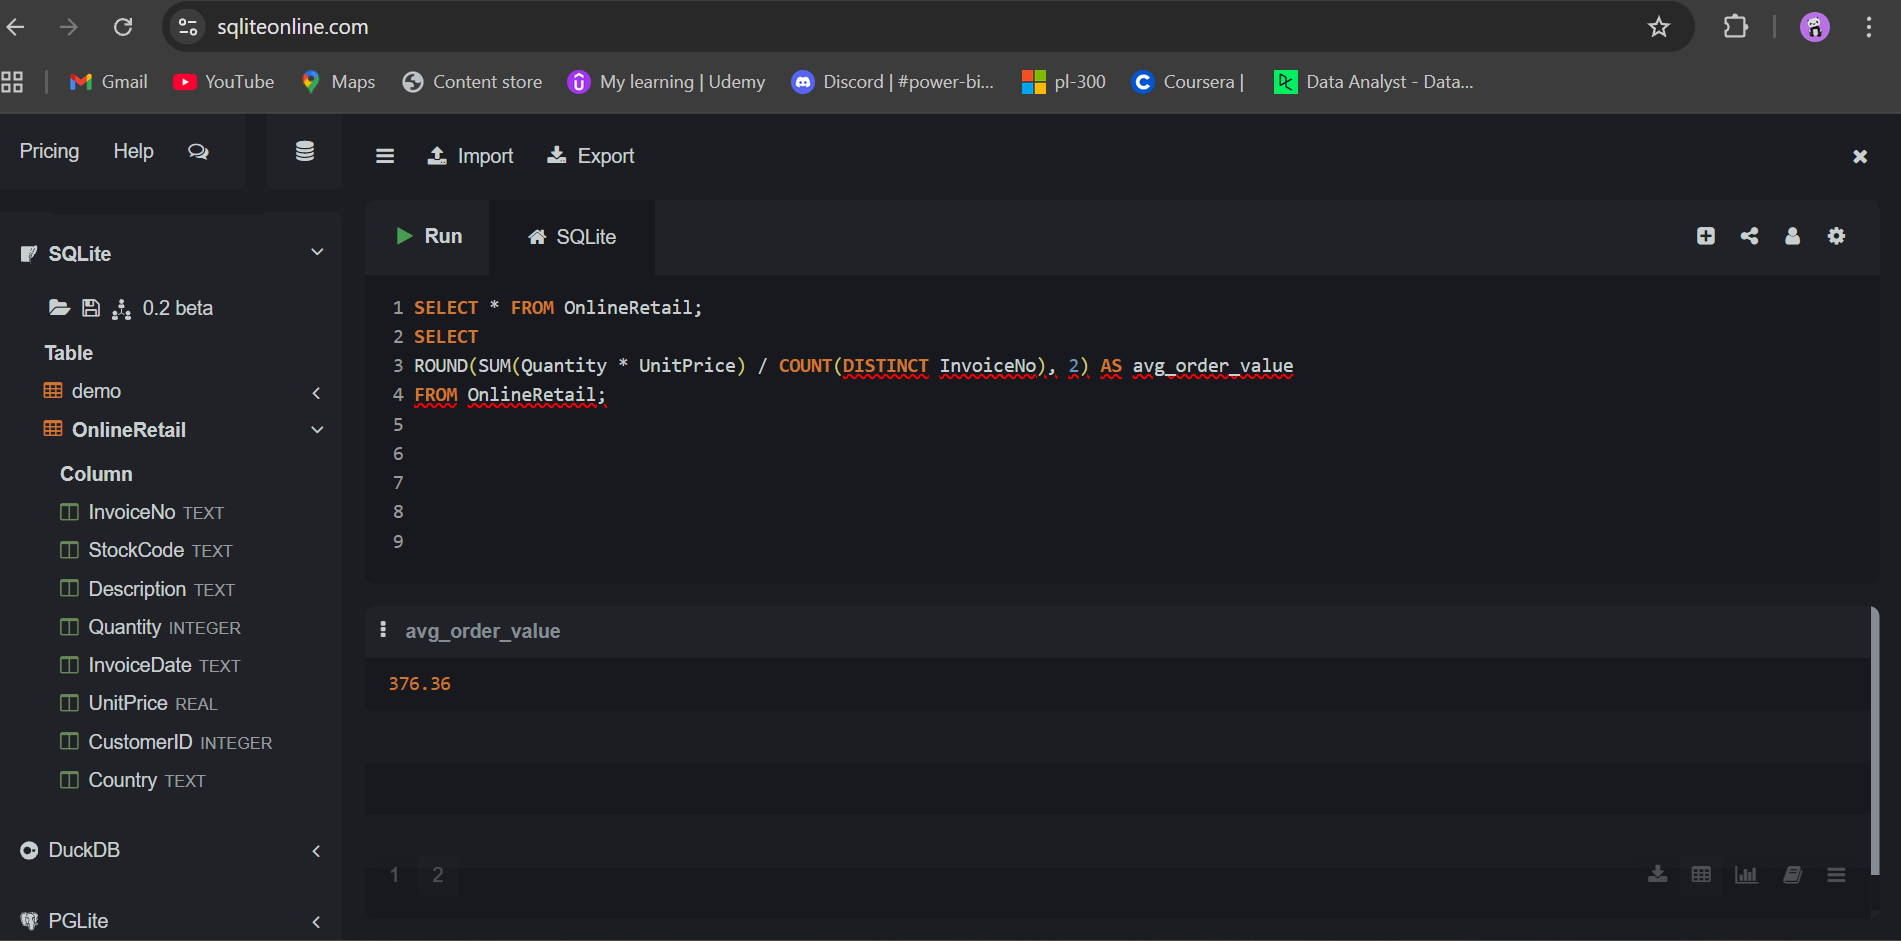 sqliteonline.com
Gmail YouTube Maps Content store My learning | Udemy Discord | #power-bi... pl-300 Coursera | Data Analyst - Data...
Pricing Help
Import Export
Run SQLite
SQLite
0.2 beta
Table
demo
OnlineRetail
Column
InvoiceNo TEXT
StockCode TEXT
Description TEXT
Quantity INTEGER
InvoiceDate TEXT
UnitPrice REAL
CustomerID INTEGER
Country TEXT
DuckDB
PGLite
1 SELECT * FROM OnlineRetail;
2 SELECT
3 ROUND(SUM(Quantity * UnitPrice) / COUNT(DISTINCT InvoiceNo), 2) AS avg_order_value
4 FROM OnlineRetail;
5
6
7
8
9
avg_order_value
376.36
1 2